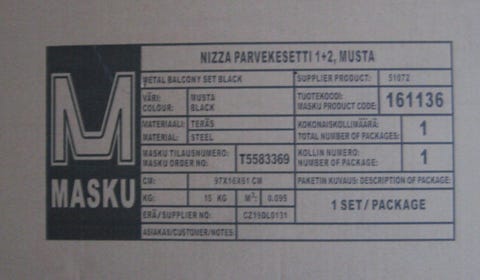 NIZZA PARVEKESETTI 1+2, MUSTA
METAL BALCONY SET BLACK
SUPPLIER PRODUCT: 51072
VÄRI: MUSTA
COLOUR: BLACK
TUOTEKOODI:
MASKU PRODUCT CODE: 161136
MATERIAALI: TERÄS
MATERIAL: STEEL
KOKONAISKOLLIMÄÄRÄ:
TOTAL NUMBER OF PACKAGES: 1
MASKU TILAUSNUMERO:
MASKU ORDER NO: T5583369
KOLLIN NUMERO:
NUMBER OF PACKAGE: 1
CM: 97X16X61 CM
PAKETIN KUVAUS: DESCRIPTION OF PACKAGE:
KG: 15 KG M³: 0.095
1 SET/ PACKAGE
ERÄ/SUPPLIER NO: CZ19GL0131
ASIAKAS/CUSTOMER/NOTES:
M
MASKU